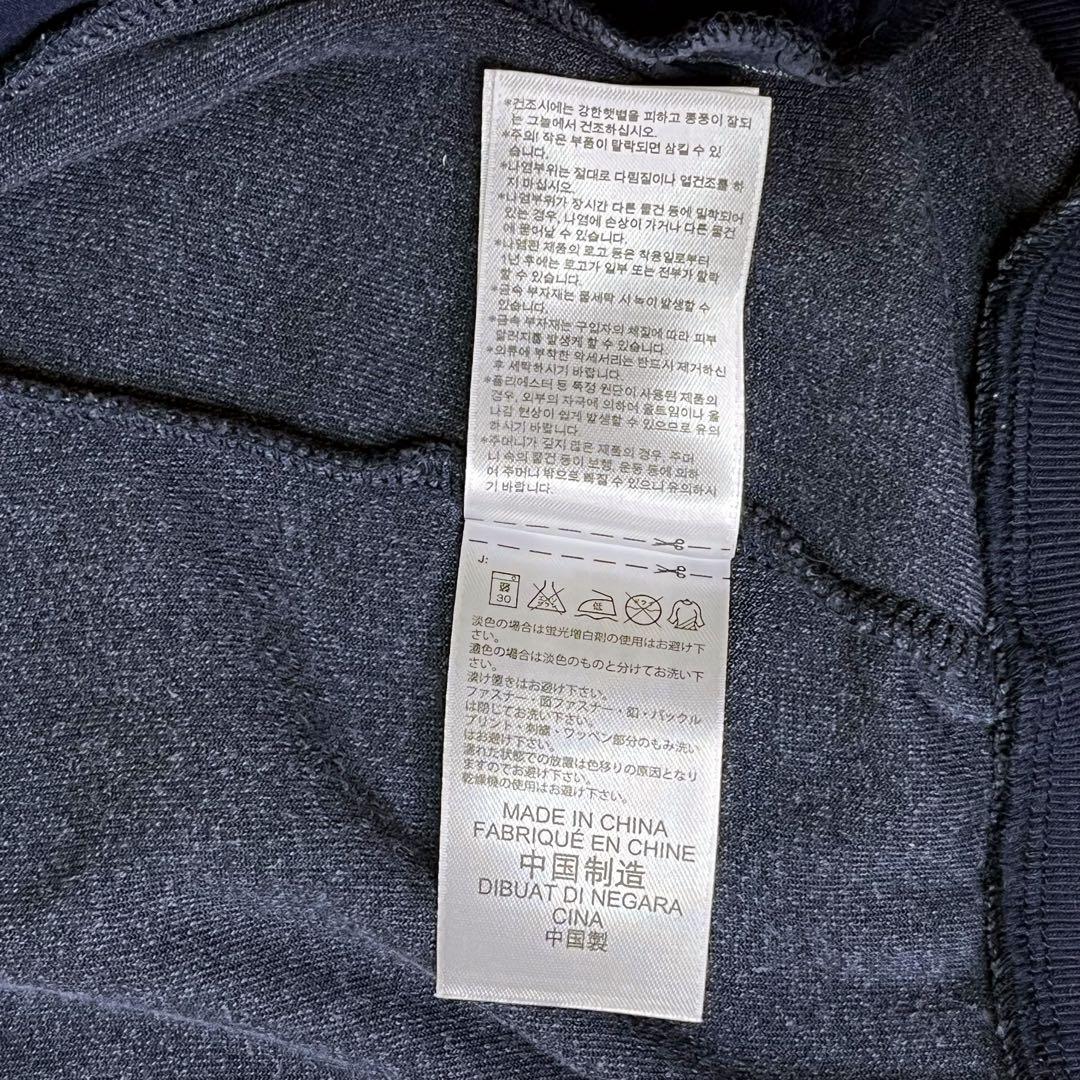 *건조시에는 강한햇볕을 피하고 통풍이 잘되
는 그늘에서 건조하십시오.
*주의! 작은 부품이 탈락되면 삼킬 수 있
습니다.
*나염부위는 절대로 다림질이나 열건조를 하
지 마십시오.
*나염부위가 장시간 다른 물건 등에 밀착되어
있는 경우, 나염에 손상이 가거나 다른 물건
에 묻어날 수 있습니다.
*나염된 제품의 로고 등은 착용일로부터
1년 후에는 로고가 일부 또는 전부가 탈락
할 수 있습니다.
*금속 부자재는 물세탁 시 녹이 발생할 수
있습니다.
*금속 부자재는 구입자의 체질에 따라 피부
알러지를 발생케 할 수 있습니다.
*의류에 부착한 악세서리는 반드시 제거하신
후 세탁하시기 바랍니다.
*폴리에스터 등 특정 원단이 사용된 제품의
경우, 외부의 자극에 의하여 올트임이나 올
나감 현상이 쉽게 발생할 수 있으므로 유의
하시기 바랍니다.
*주머니가 깊지 않은 제품의 경우, 주머
니 속의 물건 등이 보행, 운동 등에 의하
여 주머니 밖으로 빠질 수 있으니 유의하시
기 바랍니다.
J:
30 エンソサラシ 低 ドライ
淡色の場合は蛍光増白剤の使用はお避け下
さい。
濃色の場合は淡色のものと分けてお洗い下
さい。
漬け置きはお避け下さい。
ファスナー・面ファスナー・釦・バックル
は閉じてお洗い下さい。
プリント・刺繍・ワッペン部分のもみ洗い
はお避け下さい。
濡れた状態での放置は色移りの原因となり
ますのでお避け下さい。
乾燥機の使用はお避け下さい。
MADE IN CHINA
FABRIQUÉ EN CHINE
中国制造
DIBUAT DI NEGARA
CINA
中国製